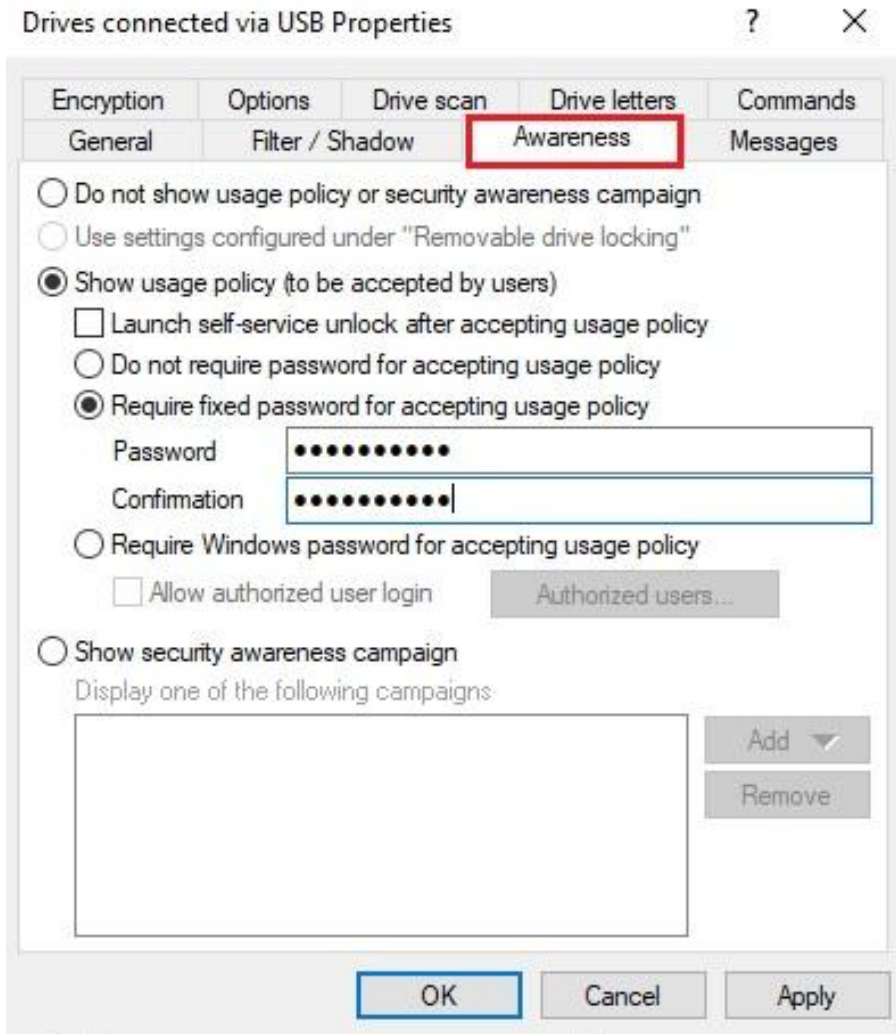 Drives connected via USB Properties ? ×
Encryption Options Drive scan Drive letters Commands
General Filter / Shadow Awareness Messages
Do not show usage policy or security awareness campaign
Use settings configured under "Removable drive locking"
Show usage policy (to be accepted by users)
Launch self-service unlock after accepting usage policy
Do not require password for accepting usage policy
Require fixed password for accepting usage policy
Password ●●●●●●●●●●
Confirmation ●●●●●●●●●●
Require Windows password for accepting usage policy
Allow authorized user login Authorized users...
Show security awareness campaign
Display one of the following campaigns
Add
Remove
OK Cancel Apply